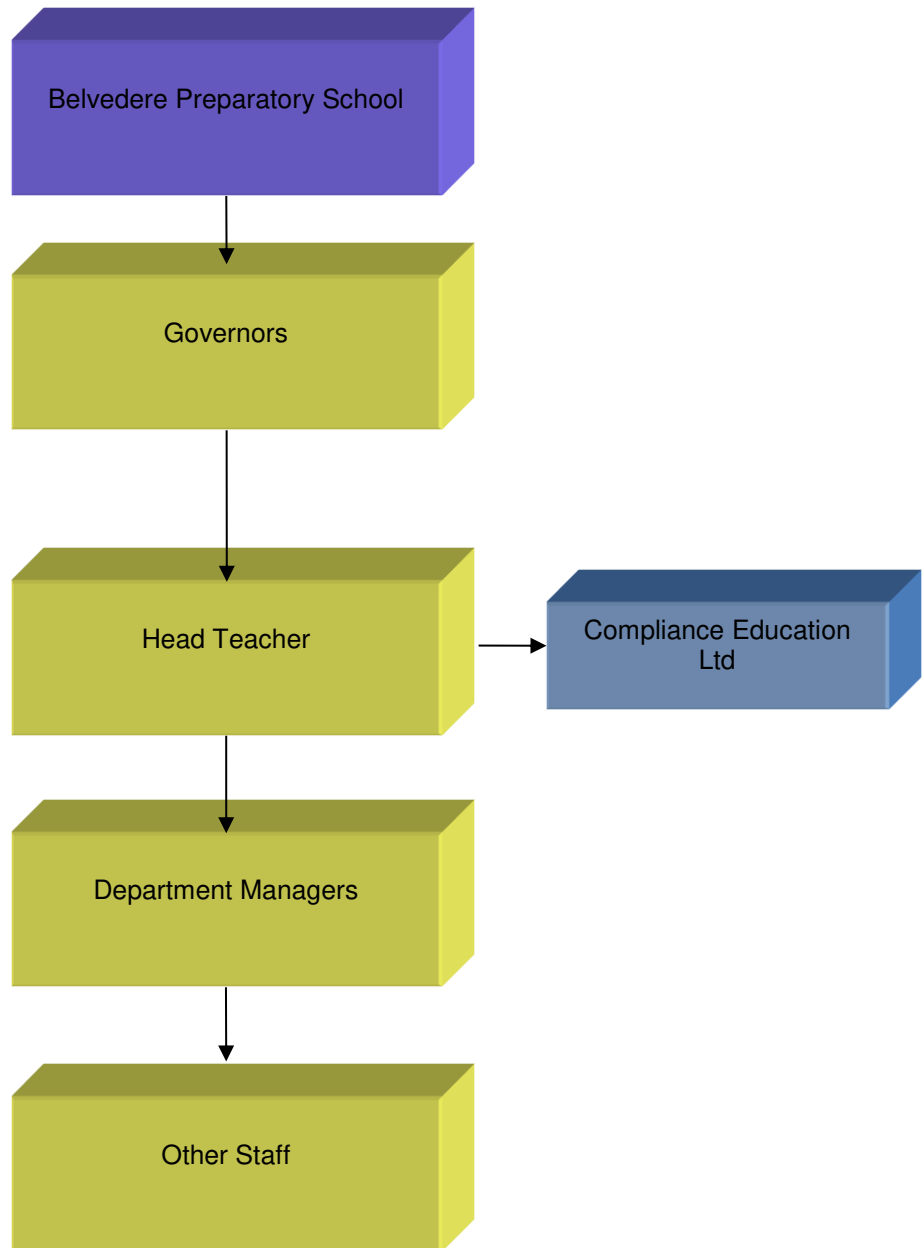 Belvedere Preparatory School
Governors
Head Teacher
Compliance Education
Ltd
Department Managers
Other Staff